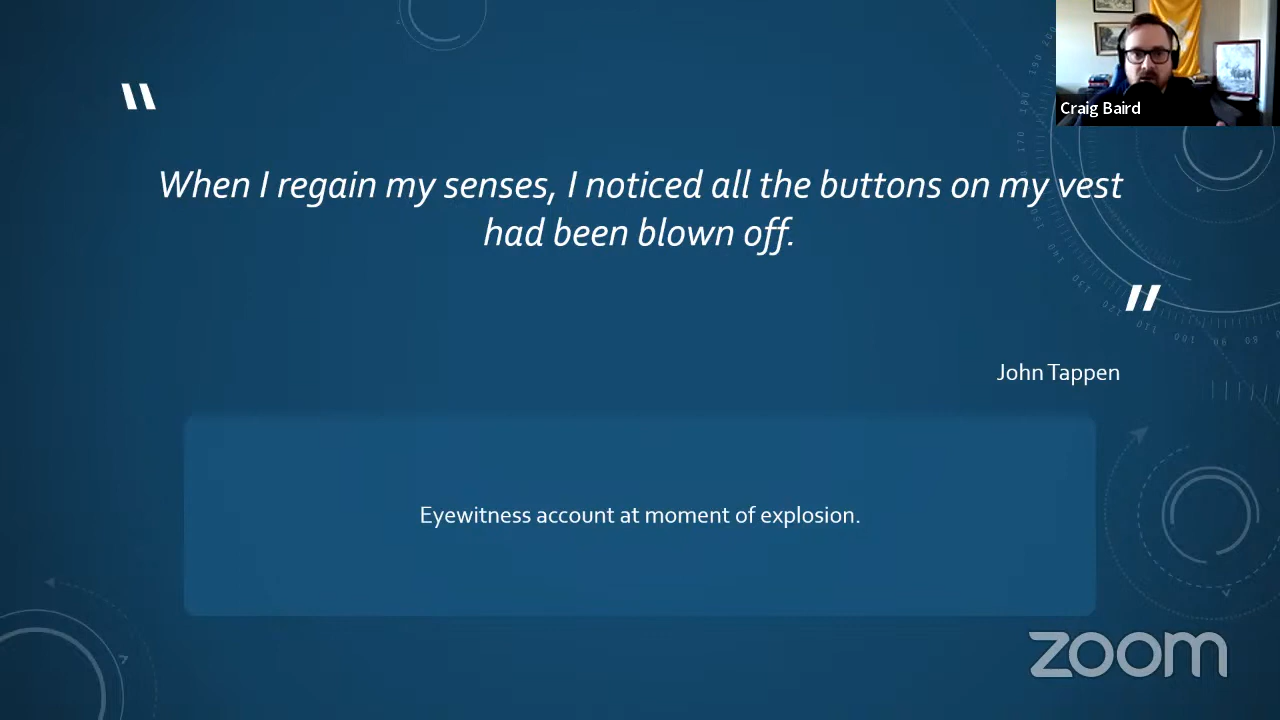 Craig Baird
"
When I regain my senses, I noticed all the buttons on my vest
had been blown off.
"
John Tappen
Eyewitness account at moment of explosion.
zoom